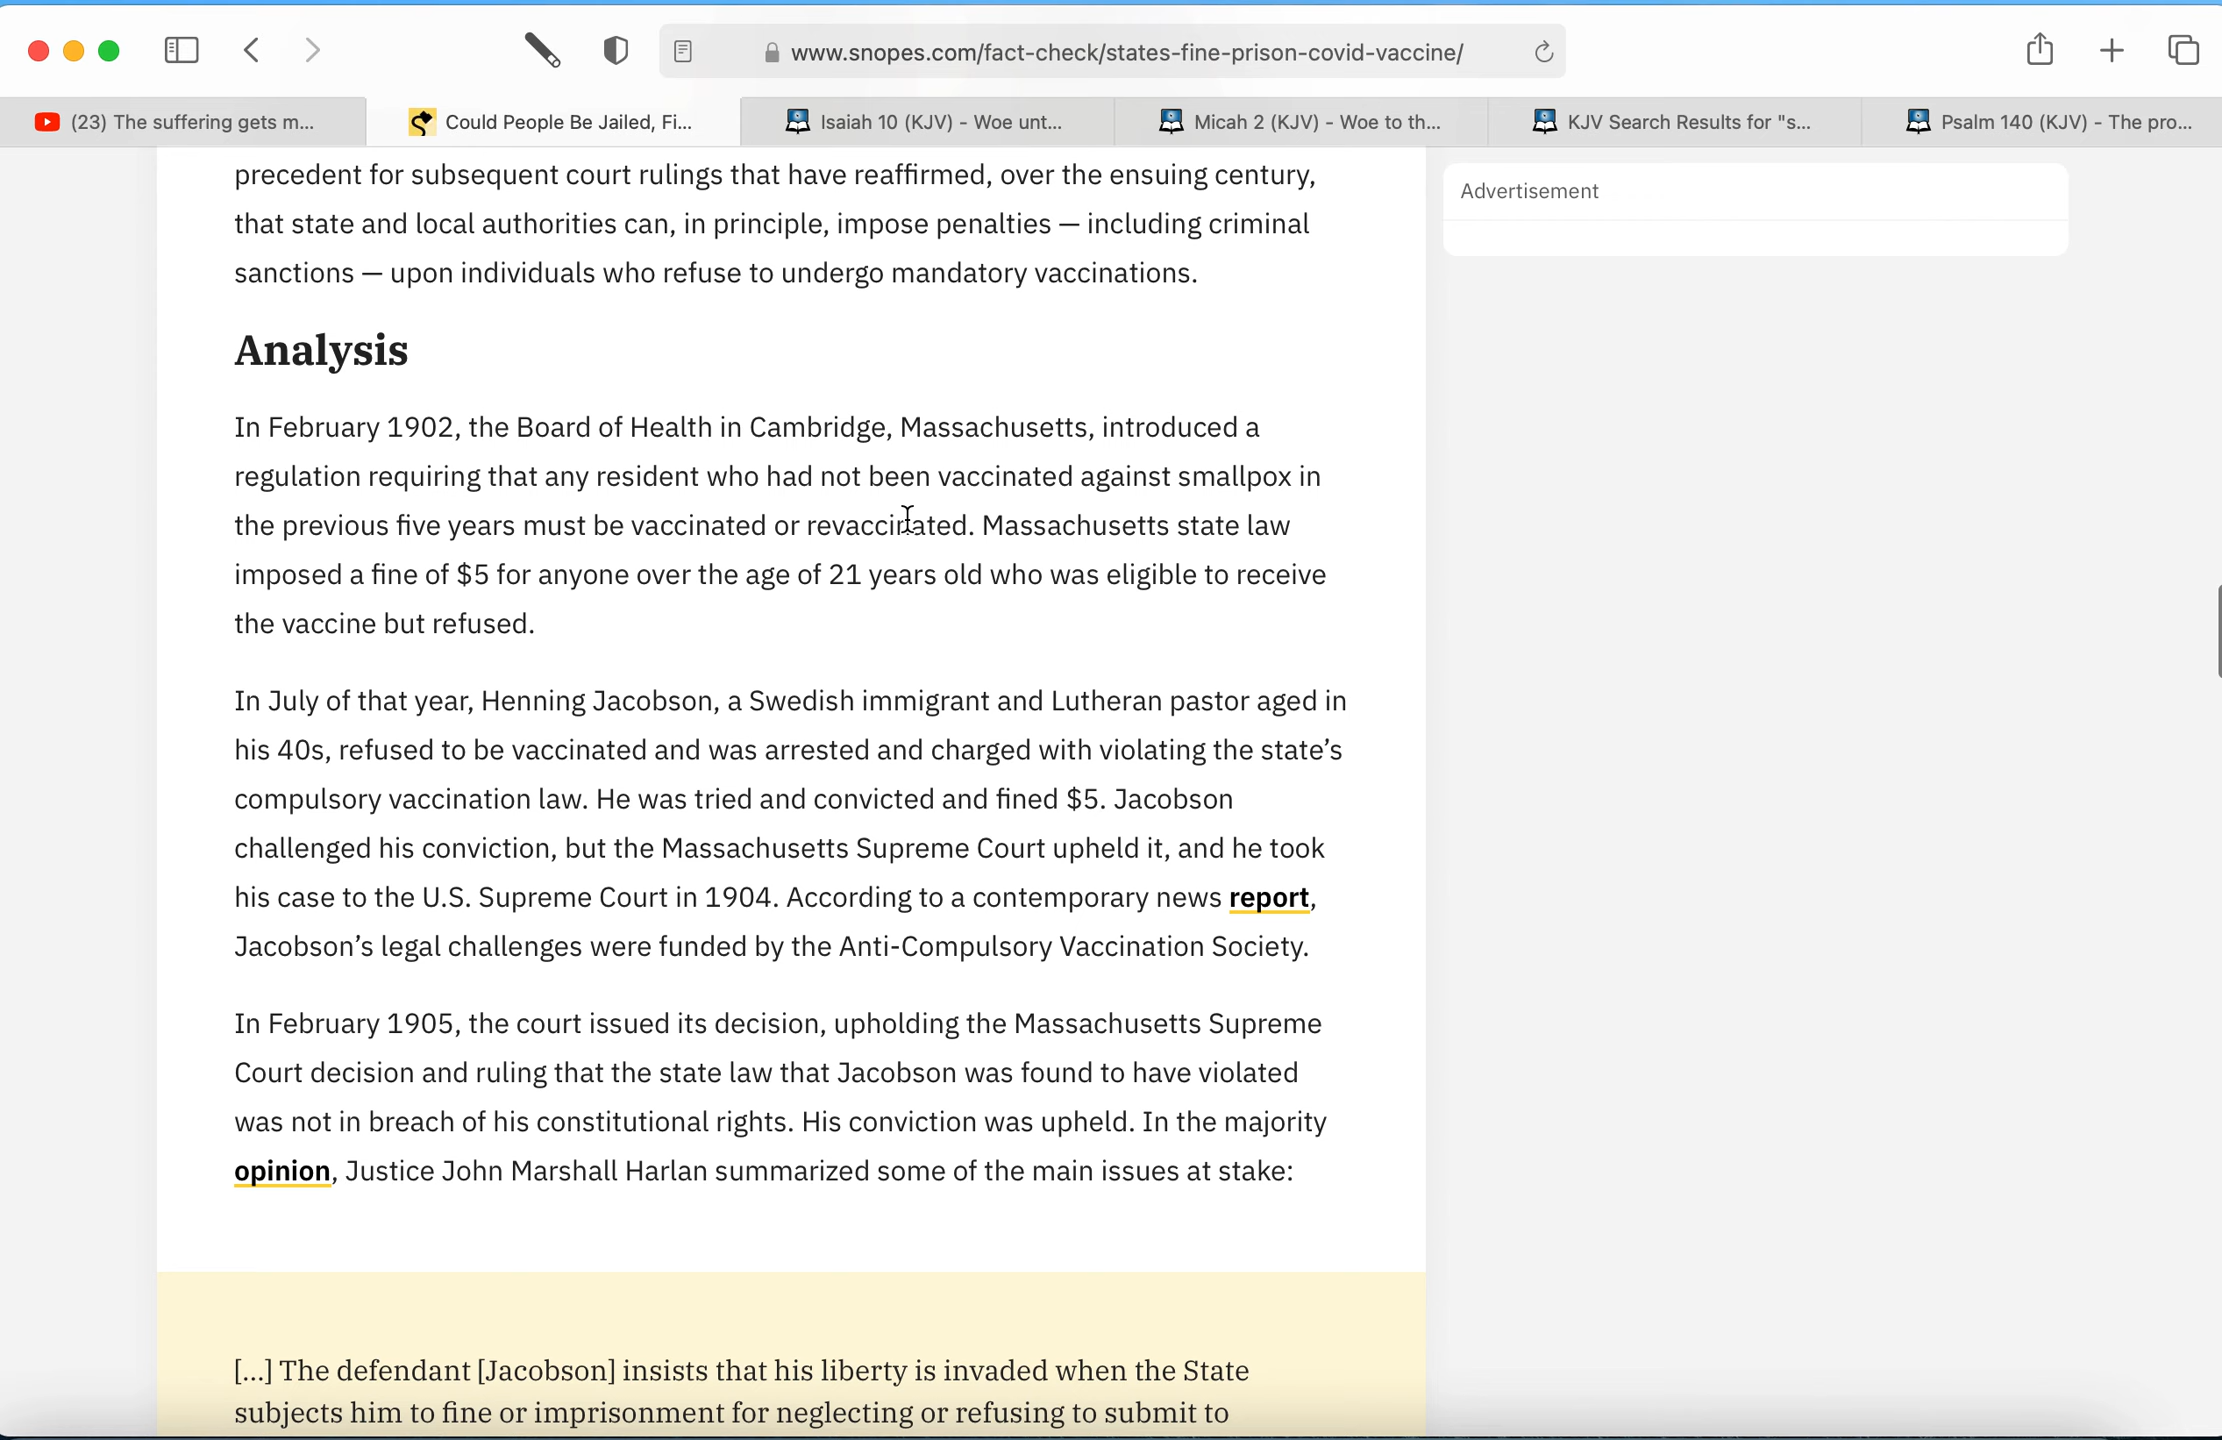 www.snopes.com/fact-check/states-fine-prison-covid-vaccine/
(23) The suffering gets m...
Could People Be Jailed, Fi...
Isaiah 10 (KJV) - Woe unt...
Micah 2 (KJV) - Woe to th...
KJV Search Results for "s...
Psalm 140 (KJV) - The pro...
precedent for subsequent court rulings that have reaffirmed, over the ensuing century,
that state and local authorities can, in principle, impose penalties — including criminal
sanctions — upon individuals who refuse to undergo mandatory vaccinations.
Advertisement
Analysis
In February 1902, the Board of Health in Cambridge, Massachusetts, introduced a
regulation requiring that any resident who had not been vaccinated against smallpox in
the previous five years must be vaccinated or revaccinated. Massachusetts state law
imposed a fine of $5 for anyone over the age of 21 years old who was eligible to receive
the vaccine but refused.
In July of that year, Henning Jacobson, a Swedish immigrant and Lutheran pastor aged in
his 40s, refused to be vaccinated and was arrested and charged with violating the state’s
compulsory vaccination law. He was tried and convicted and fined $5. Jacobson
challenged his conviction, but the Massachusetts Supreme Court upheld it, and he took
his case to the U.S. Supreme Court in 1904. According to a contemporary news report,
Jacobson’s legal challenges were funded by the Anti-Compulsory Vaccination Society.
In February 1905, the court issued its decision, upholding the Massachusetts Supreme
Court decision and ruling that the state law that Jacobson was found to have violated
was not in breach of his constitutional rights. His conviction was upheld. In the majority
opinion, Justice John Marshall Harlan summarized some of the main issues at stake:
[...] The defendant [Jacobson] insists that his liberty is invaded when the State
subjects him to fine or imprisonment for neglecting or refusing to submit to